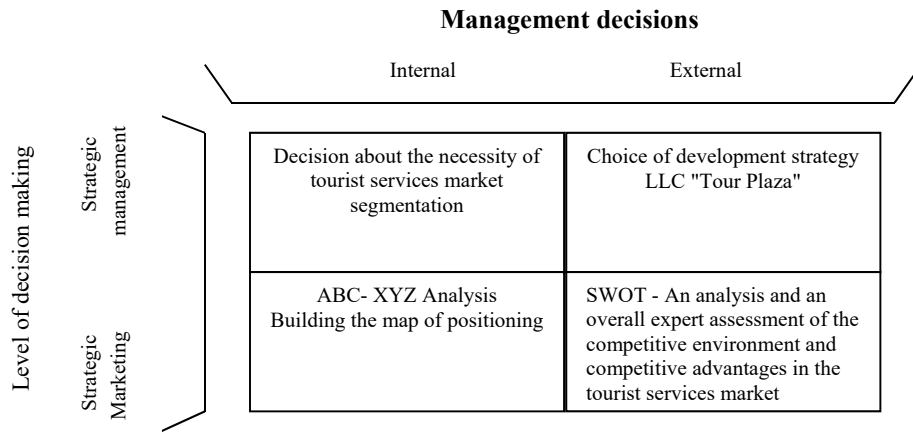 Management decisions
Internal
External
Level of decision making
Strategic
management
Decision about the necessity of
tourist services market
segmentation
Choice of development strategy
LLC "Tour Plaza"
Strategic
Marketing
ABC- XYZ Analysis
Building the map of positioning
SWOT - An analysis and an
overall expert assessment of the
competitive environment and
competitive advantages in the
tourist services market